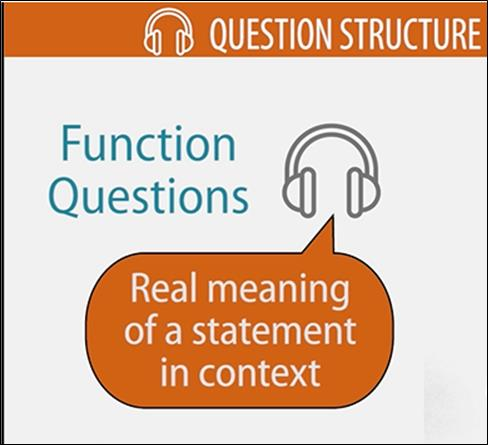 QUESTION STRUCTURE
Function
Questions
Real meaning
of a statement
in context